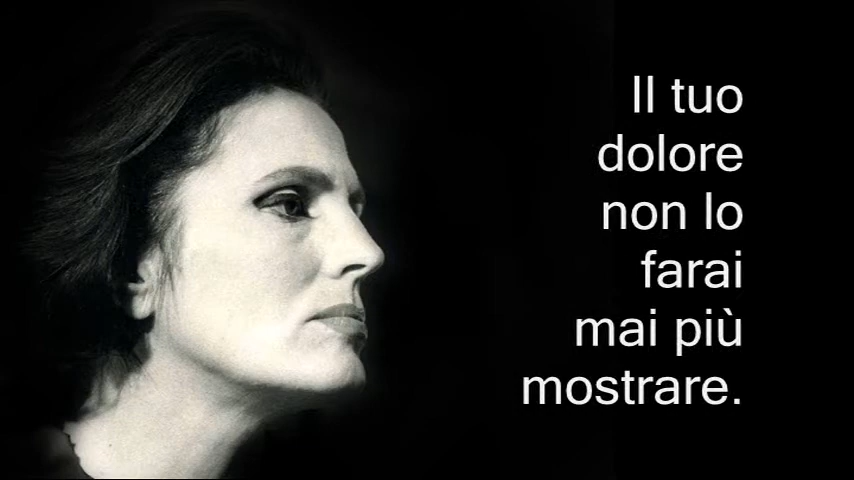 Il tuo
dolore
non lo
farai
mai più
mostrare.